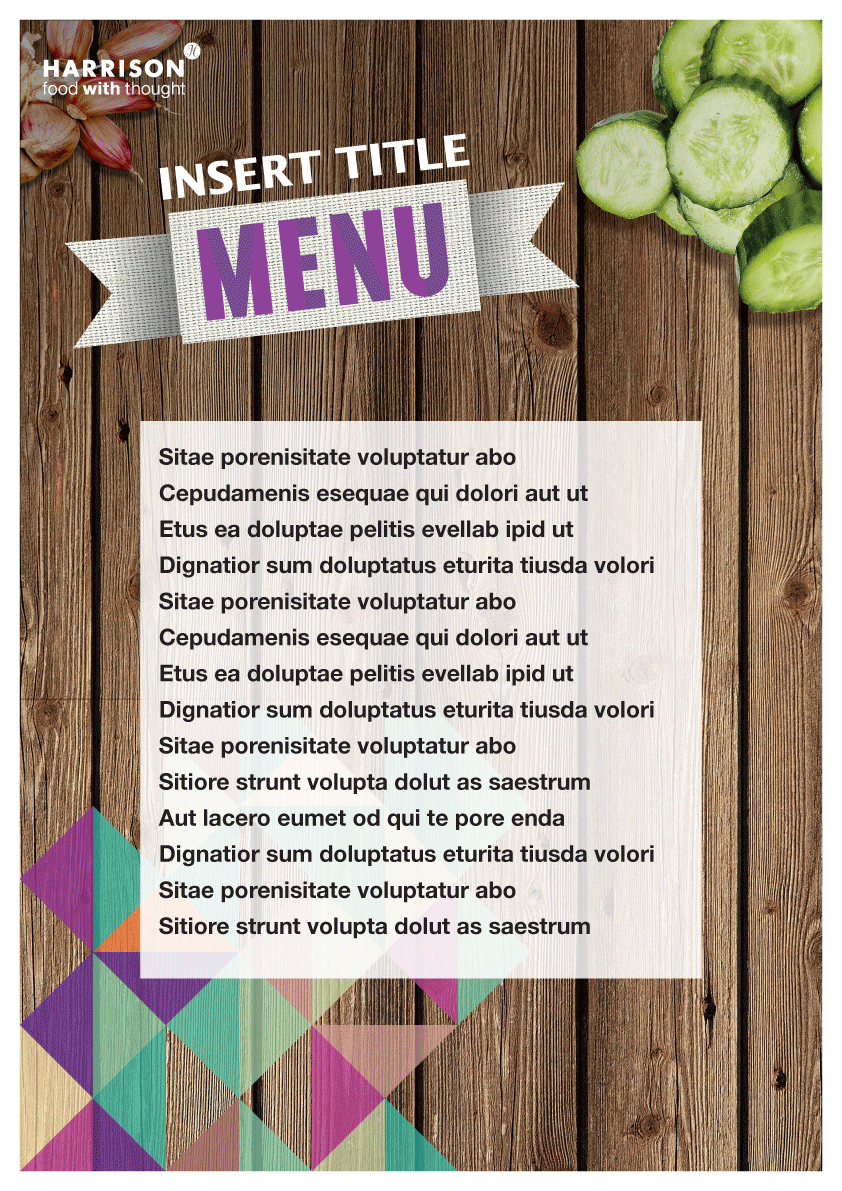 H
HARRISON
food with thought
INSERT TITLE
MENU
Sitae porenisitate voluptatur abo
Cepudamenis esequae qui dolori aut ut
Etus ea doluptae pelitis evellab ipid ut
Dignatior sum doluptatus eturita tiusda volori
Sitae porenisitate voluptatur abo
Cepudamenis esequae qui dolori aut ut
Etus ea doluptae pelitis evellab ipid ut
Dignatior sum doluptatus eturita tiusda volori
Sitae porenisitate voluptatur abo
Sitiore strunt volupta dolut as saestrum
Aut lacero eumet od qui te pore enda
Dignatior sum doluptatus eturita tiusda volori
Sitae porenisitate voluptatur abo
Sitiore strunt volupta dolut as saestrum